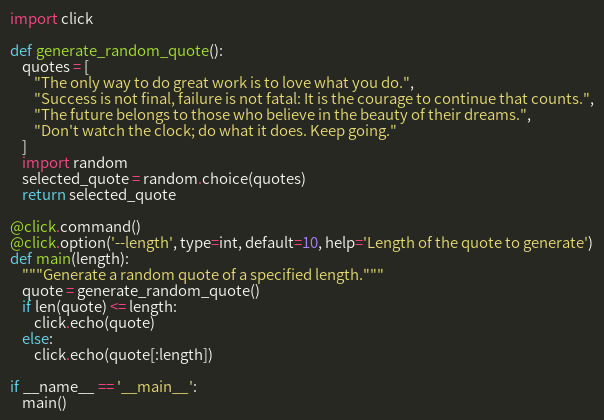 import click

def generate_random_quote():
    quotes = [
        "The only way to do great work is to love what you do.",
        "Success is not final, failure is not fatal: It is the courage to continue that counts.",
        "The future belongs to those who believe in the beauty of their dreams.",
        "Don't watch the clock; do what it does. Keep going."
    ]
    import random
    selected_quote = random.choice(quotes)
    return selected_quote

@click.command()
@click.option('--length', type=int, default=10, help='Length of the quote to generate')
def main(length):
    """Generate a random quote of a specified length."""
    quote = generate_random_quote()
    if len(quote) <= length:
        click.echo(quote)
    else:
        click.echo(quote[:length])

if __name__ == '__main__':
    main()